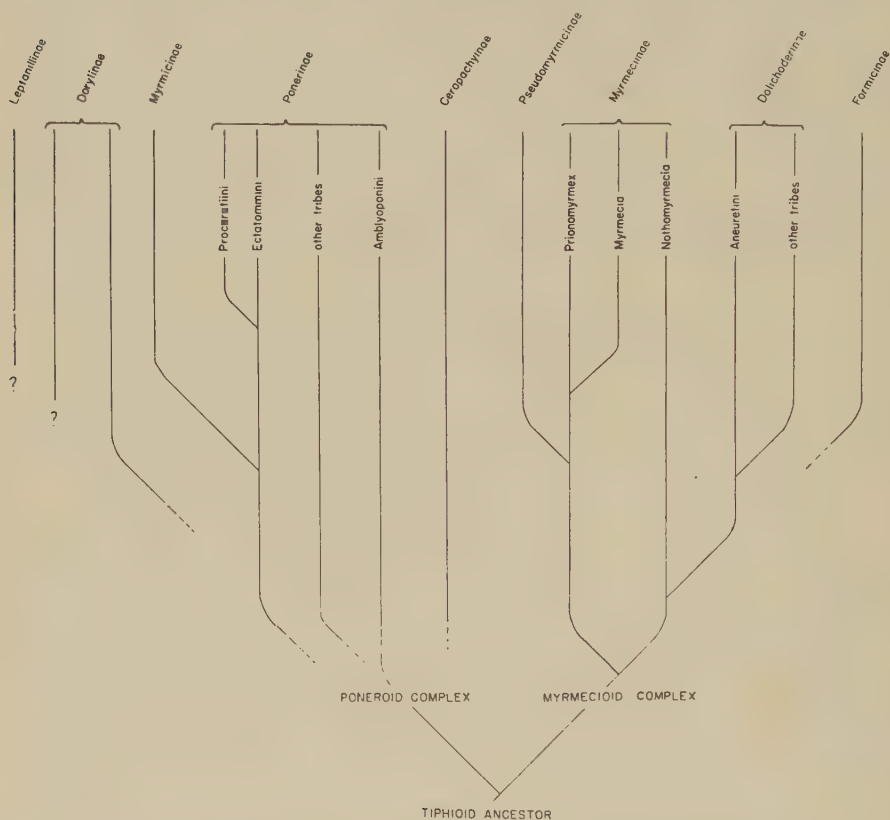 Leptanillinae
Dorylinae
Myrmicinae
Ponerinae
Cerapachyinae
Pseudomyrmicinae
Myrmeciinae
Dolichoderinae
Formicinae
Proceratiini
Ectatommini
other tribes
Amblyoponini
Prionomyrmex
Myrmecia
Nothomyrmecia
Aneuretini
other tribes
?
?
PONEROID COMPLEX
MYRMECIOID COMPLEX
TIPHIOID ANCESTOR